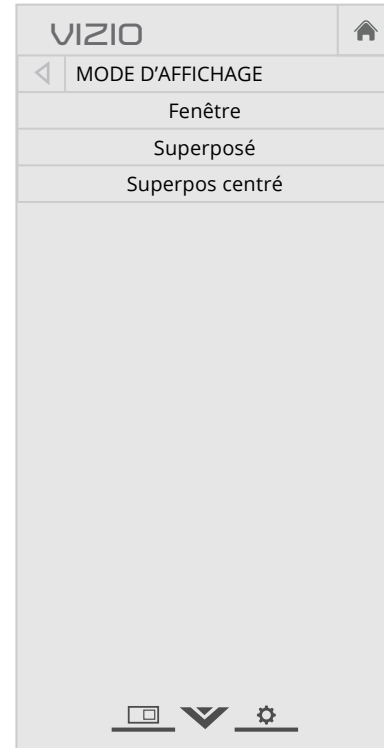 VIZIO
MODE D’AFFICHAGE
Fenêtre
Superposé
Superpos centré